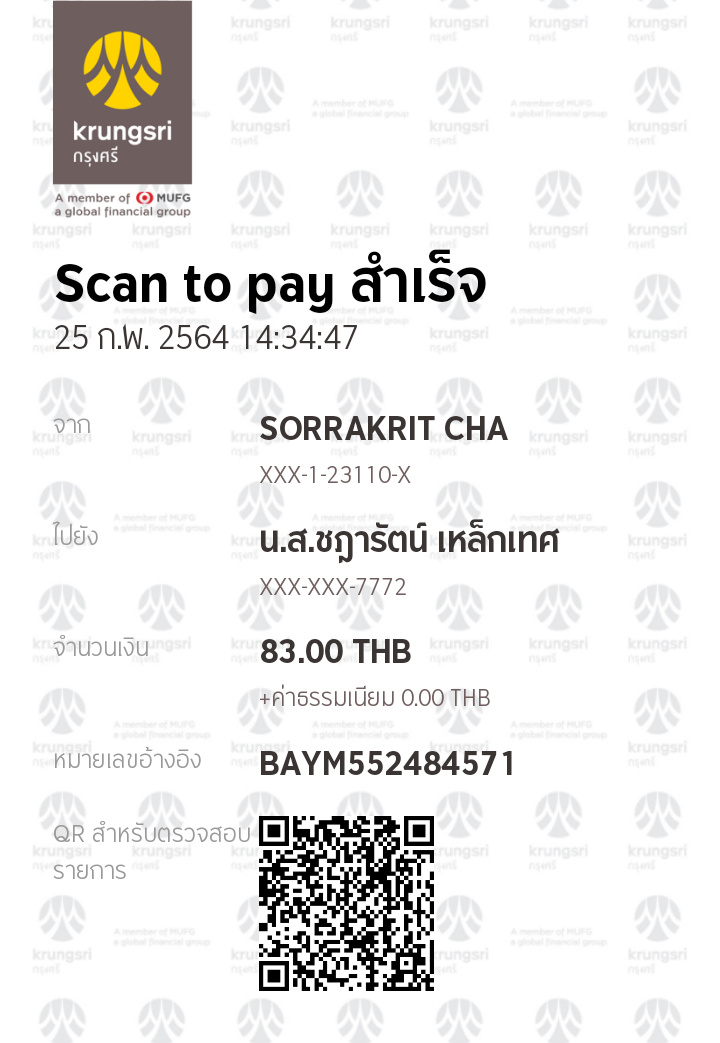 krungsri
กรุงศรี
A member of MUFG
a global financial group
Scan to pay สำเร็จ
25 ก.พ. 2564 14:34:47
จาก
SORRAKRIT CHA
XXX-1-23110-X
ไปยัง
น.ส.ชฎารัตน์ เหล็กเทศ
XXX-XXX-7772
จำนวนเงิน
83.00 THB
+ค่าธรรมเนียม 0.00 THB
หมายเลขอ้างอิง
BAYM552484571
QR สำหรับตรวจสอบ
รายการ